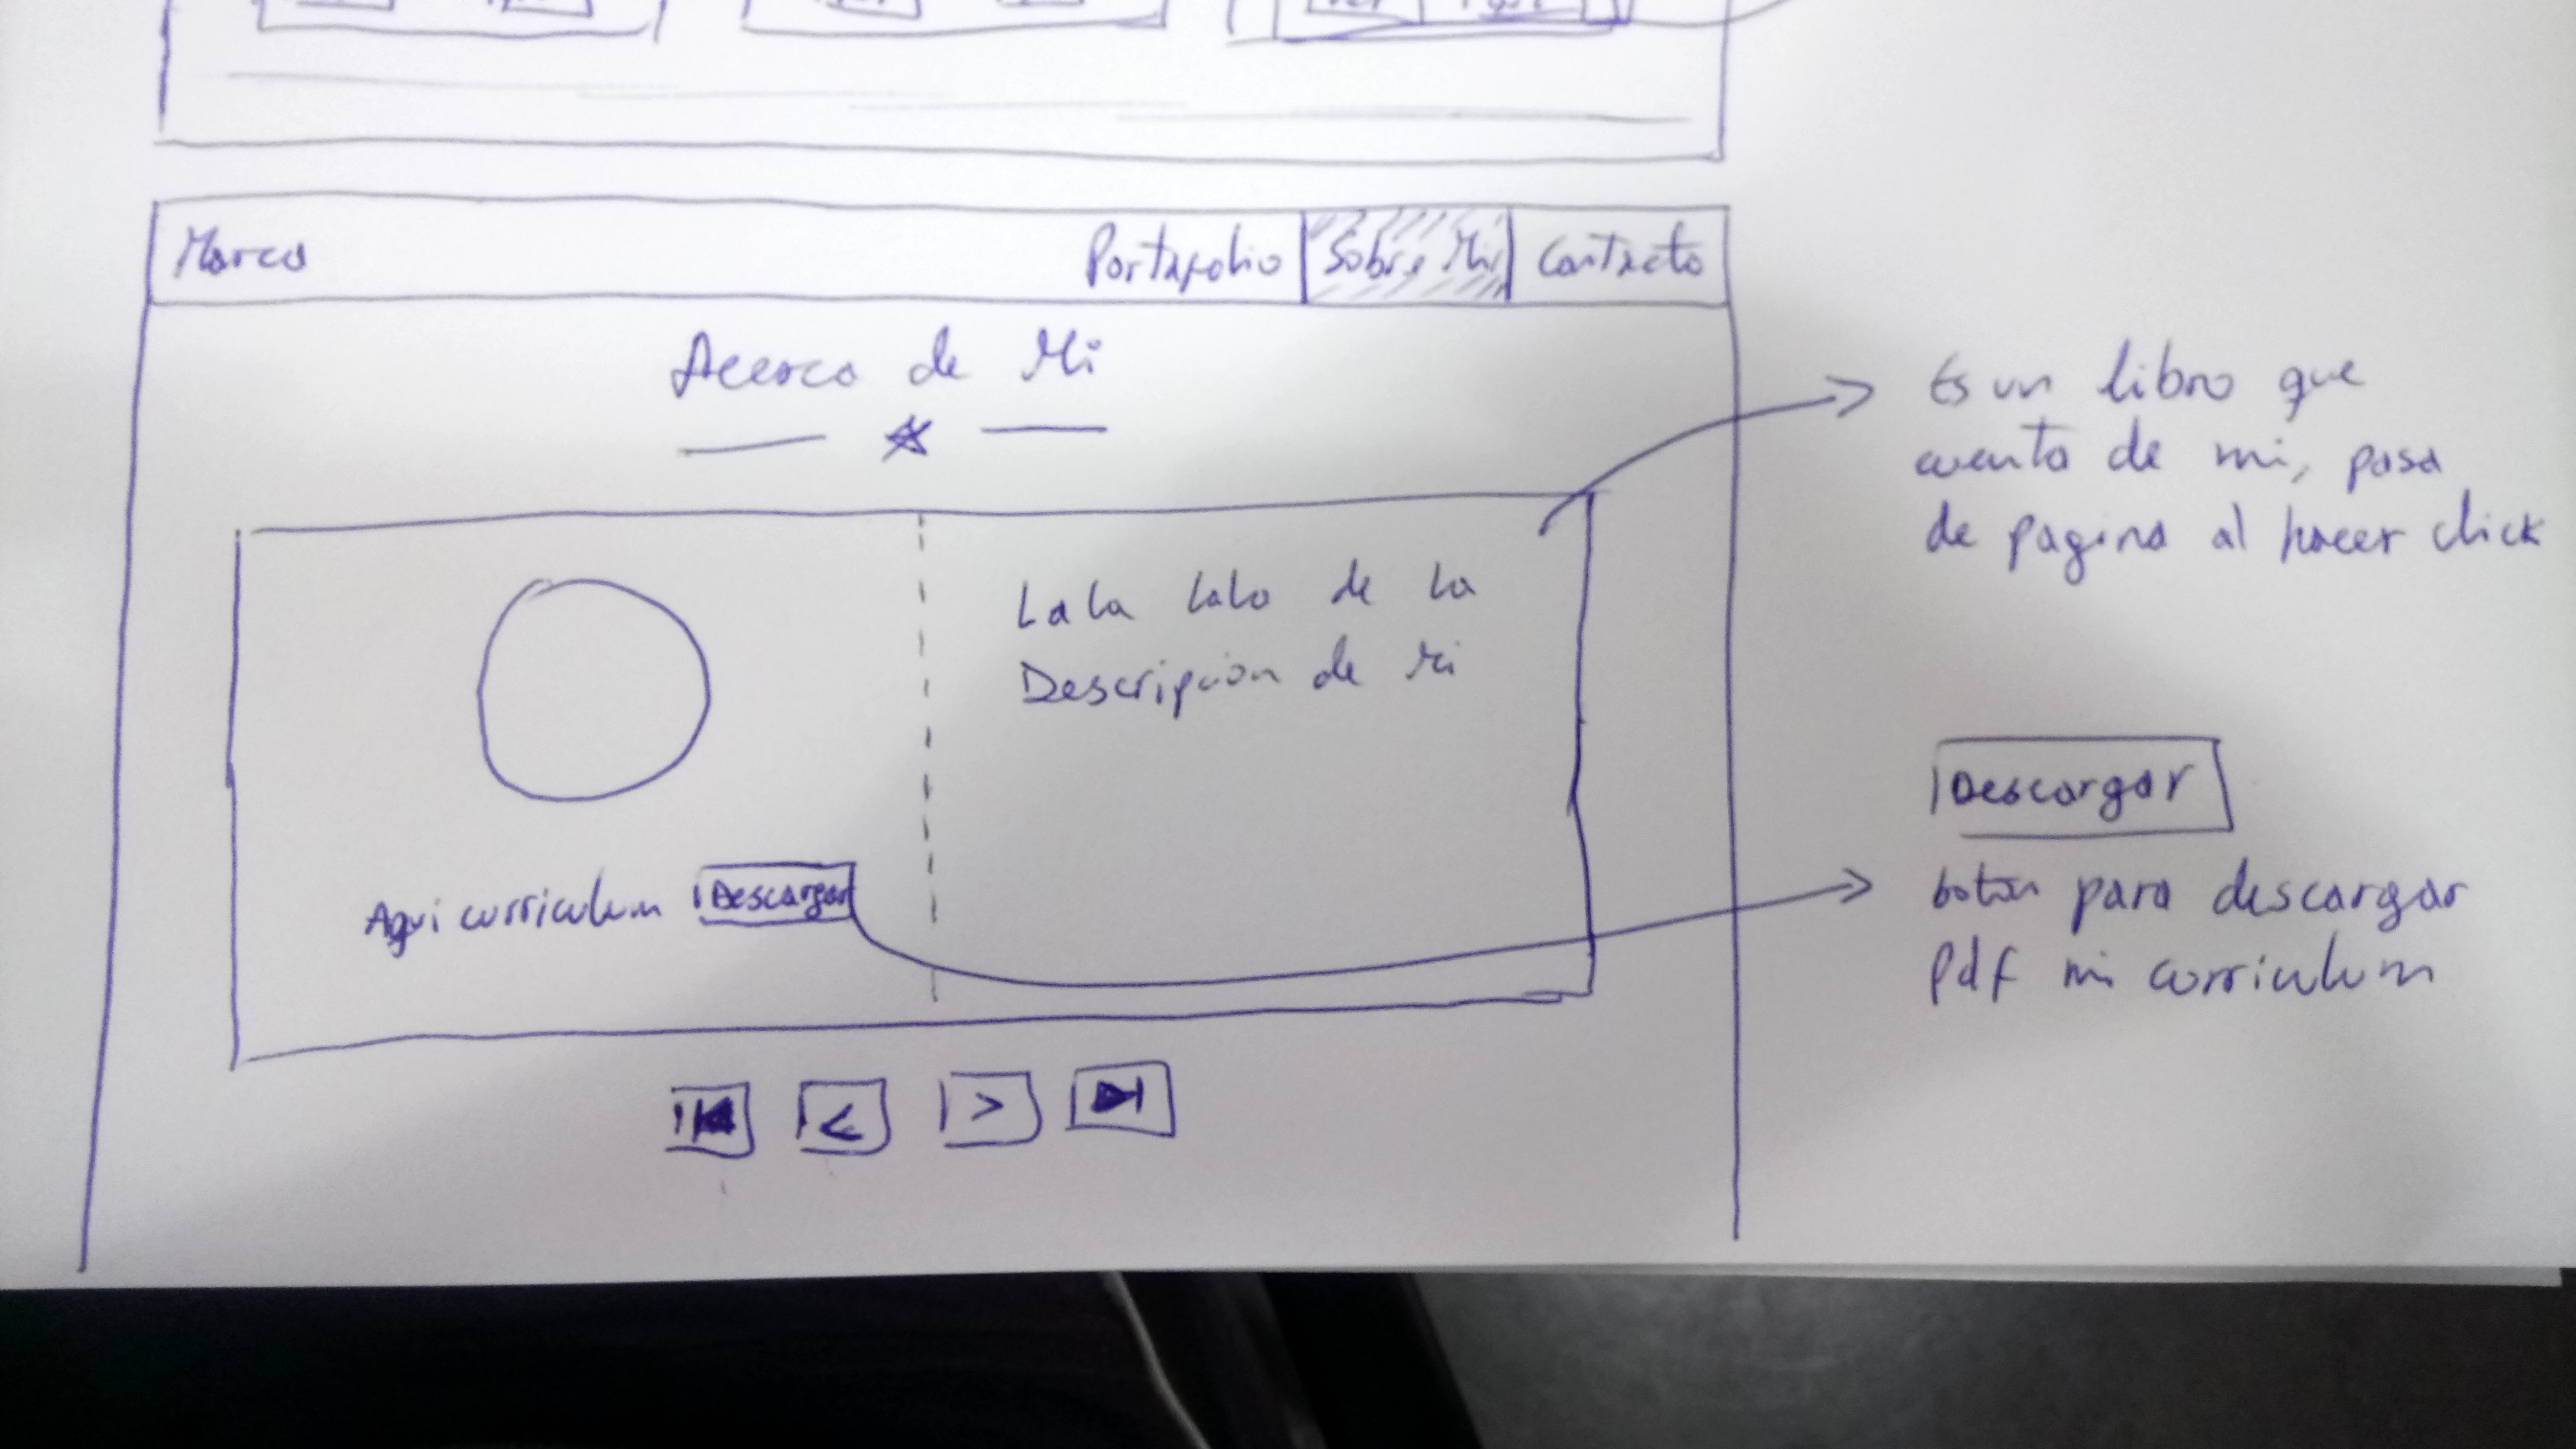 Marca Portafolio Sobre Mi Contacto
Acerca de Mi
La La LaLa de La
Descripcion de Mi
Aqui curriculum Descargar
|< < > >|
Es un libro que
cuenta de mi, pasa
de pagina al hacer click
Descargar
boton para descargar
Pdf mi curriculum